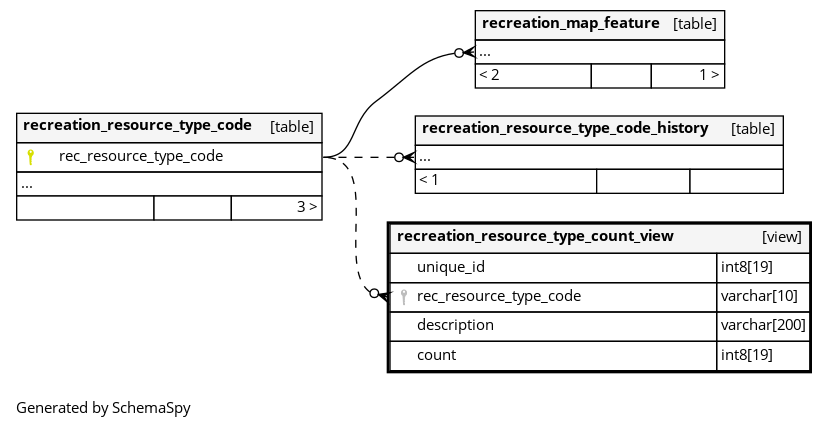 recreation_map_feature [table]
...
< 2 1 >
recreation_resource_type_code [table]
rec_resource_type_code
...
3 >
recreation_resource_type_code_history [table]
...
< 1
recreation_resource_type_count_view [view]
unique_id int8[19]
rec_resource_type_code varchar[10]
description varchar[200]
count int8[19]
Generated by SchemaSpy